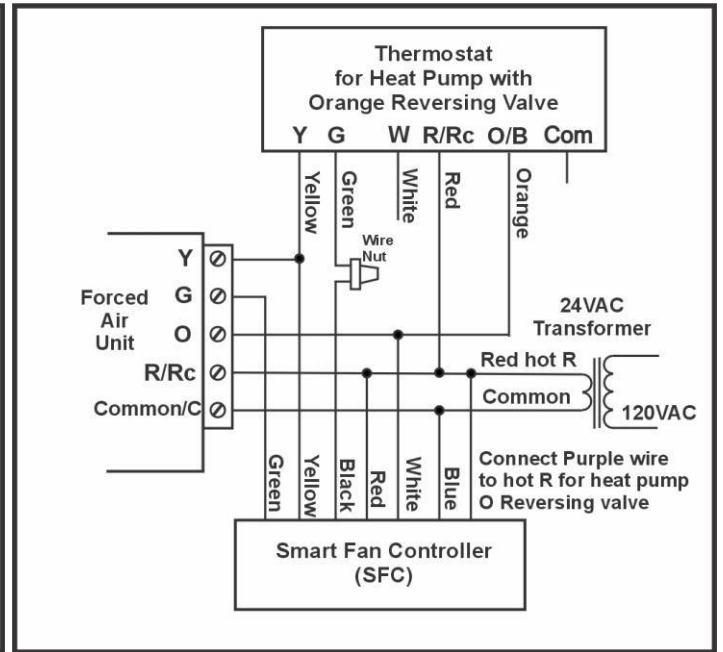 Thermostat
for Heat Pump with
Orange Reversing Valve
Y G W R/Rc O/B Com
Yellow
Green
White
Red
Orange
Wire
Nut
Forced
Air
Unit
Y
G
O
R/Rc
Common/C
24VAC
Transformer
Red hot R
Common
120VAC
Green
Yellow
Black
Red
White
Blue
Connect Purple wire
to hot R for heat pump
O Reversing valve
Smart Fan Controller
(SFC)